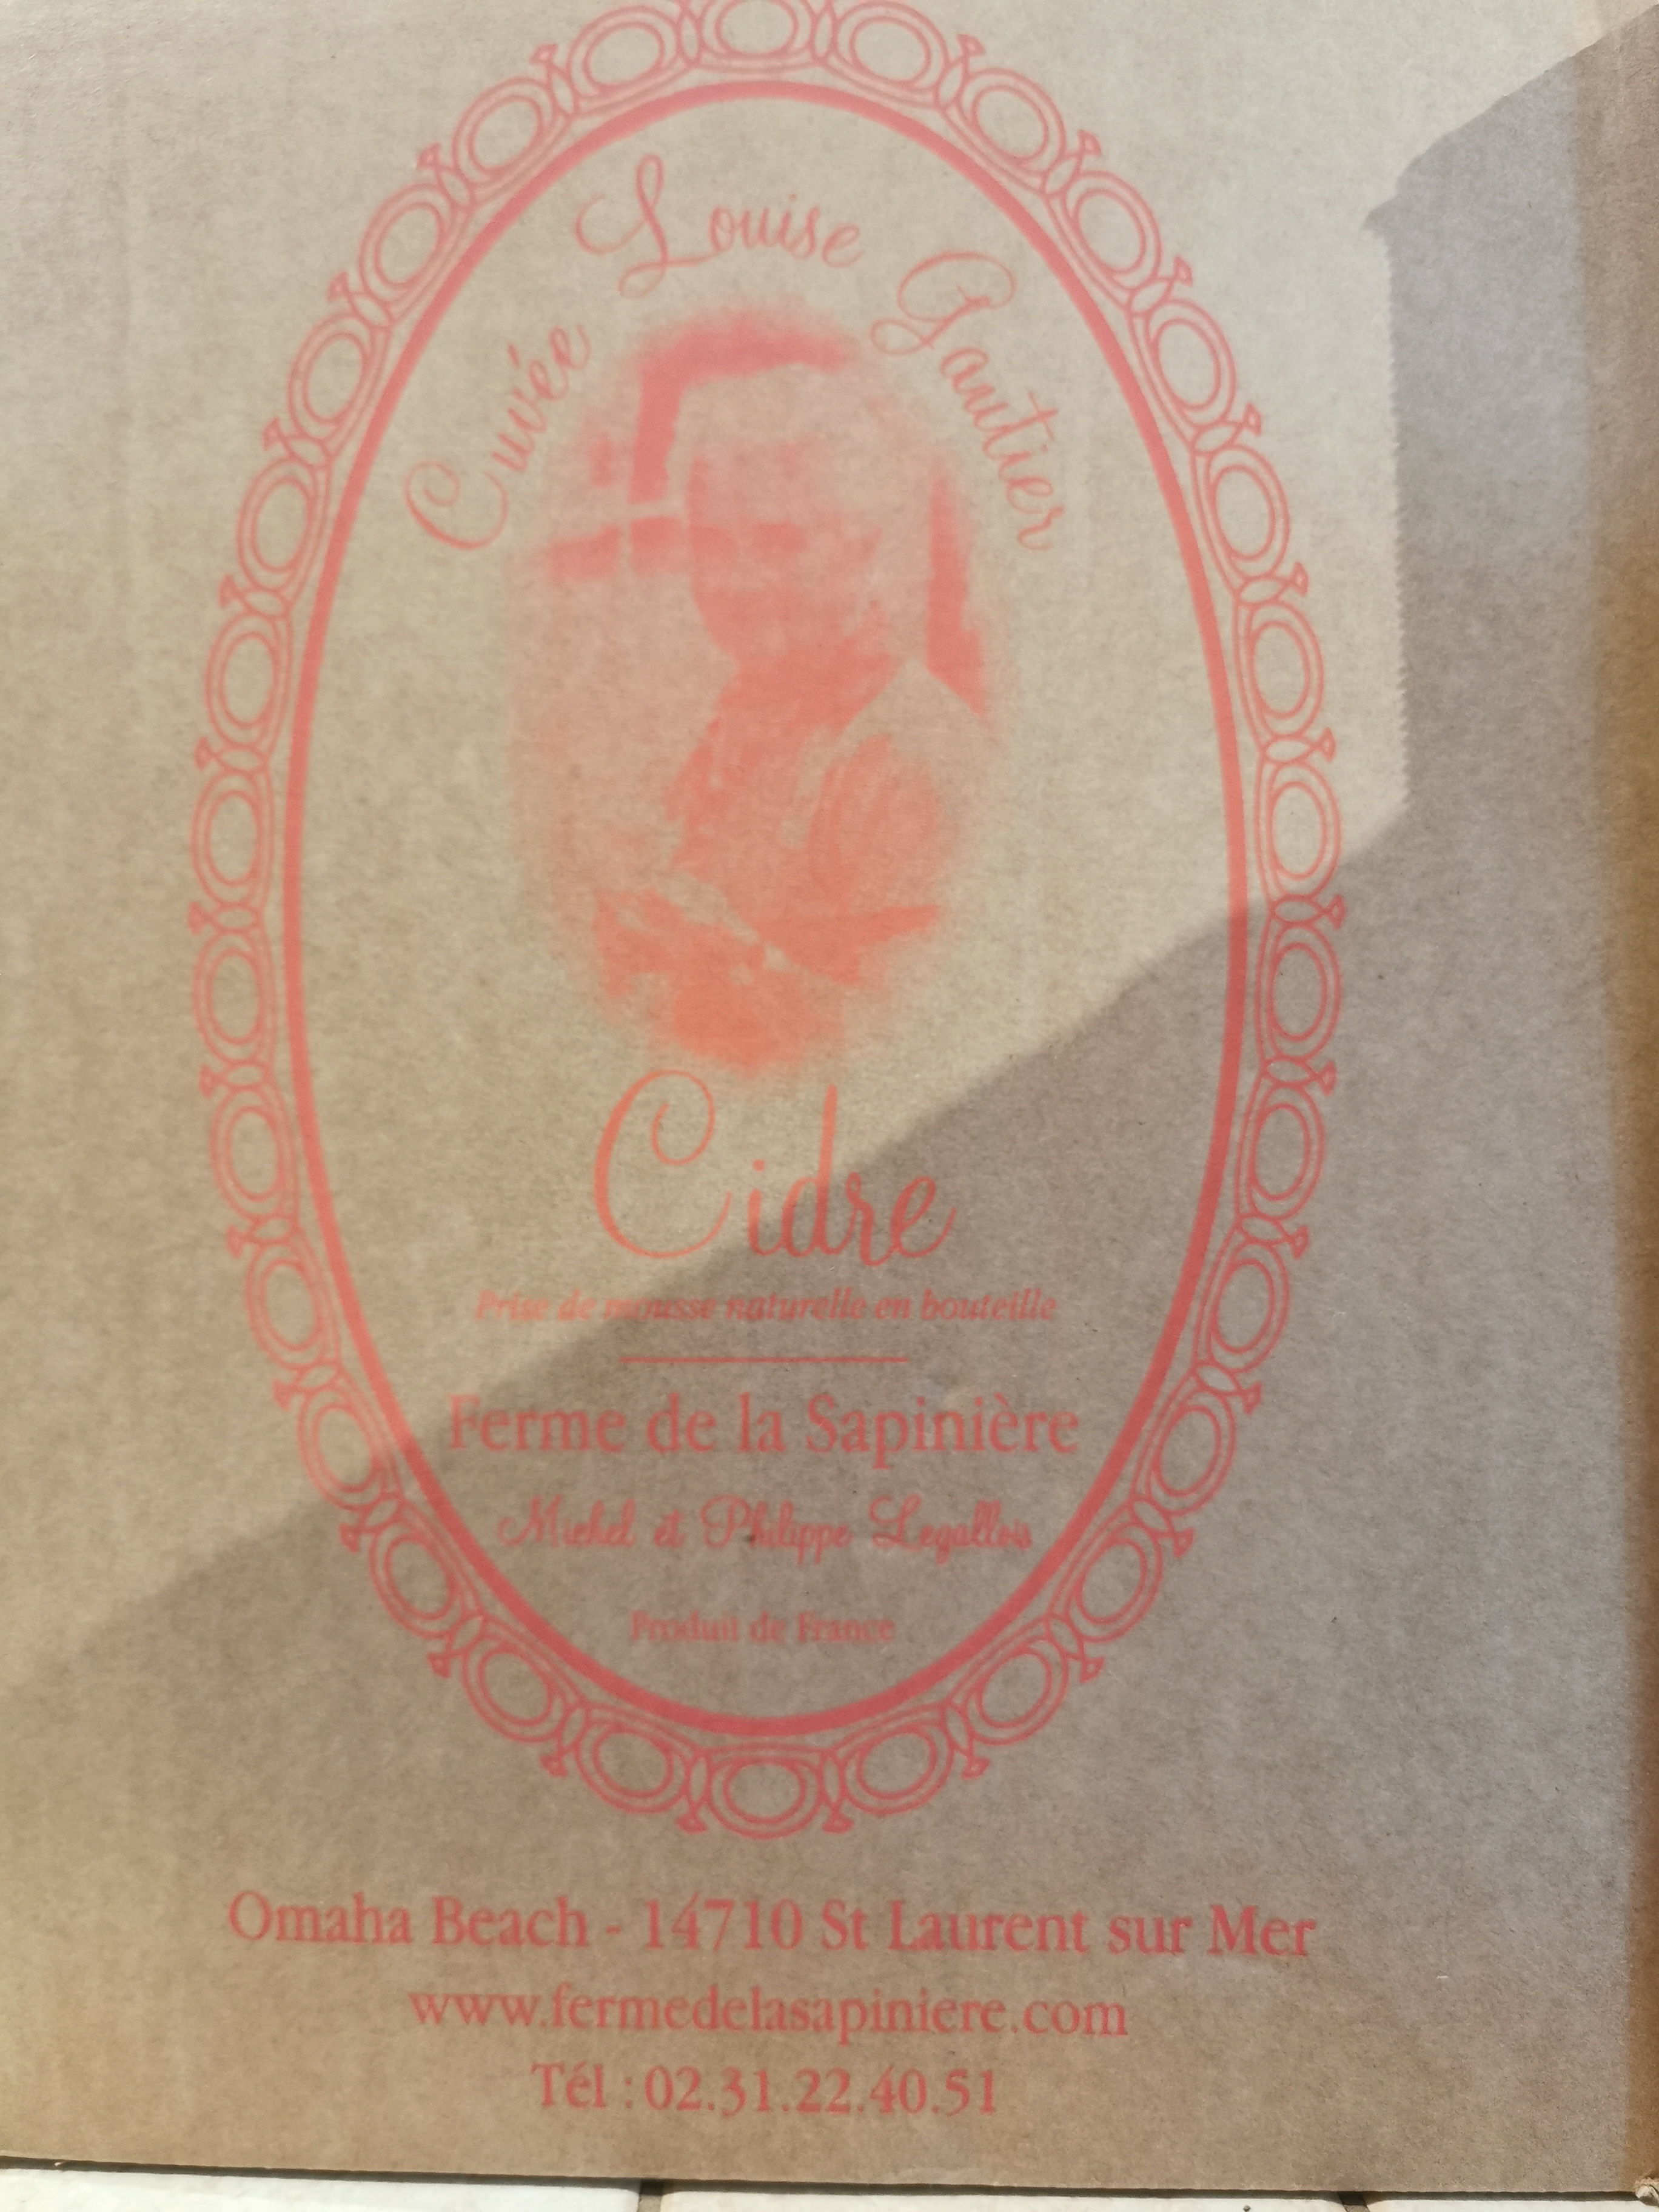 Cuvée Louise Gautier
Cidre
Prise de mousse naturelle en bouteille
Ferme de la Sapinière
Michel et Philippe Legallois
Produit de France
Omaha Beach - 14710 St Laurent sur Mer
www.fermedelasapiniere.com
Tél : 02.31.22.40.51